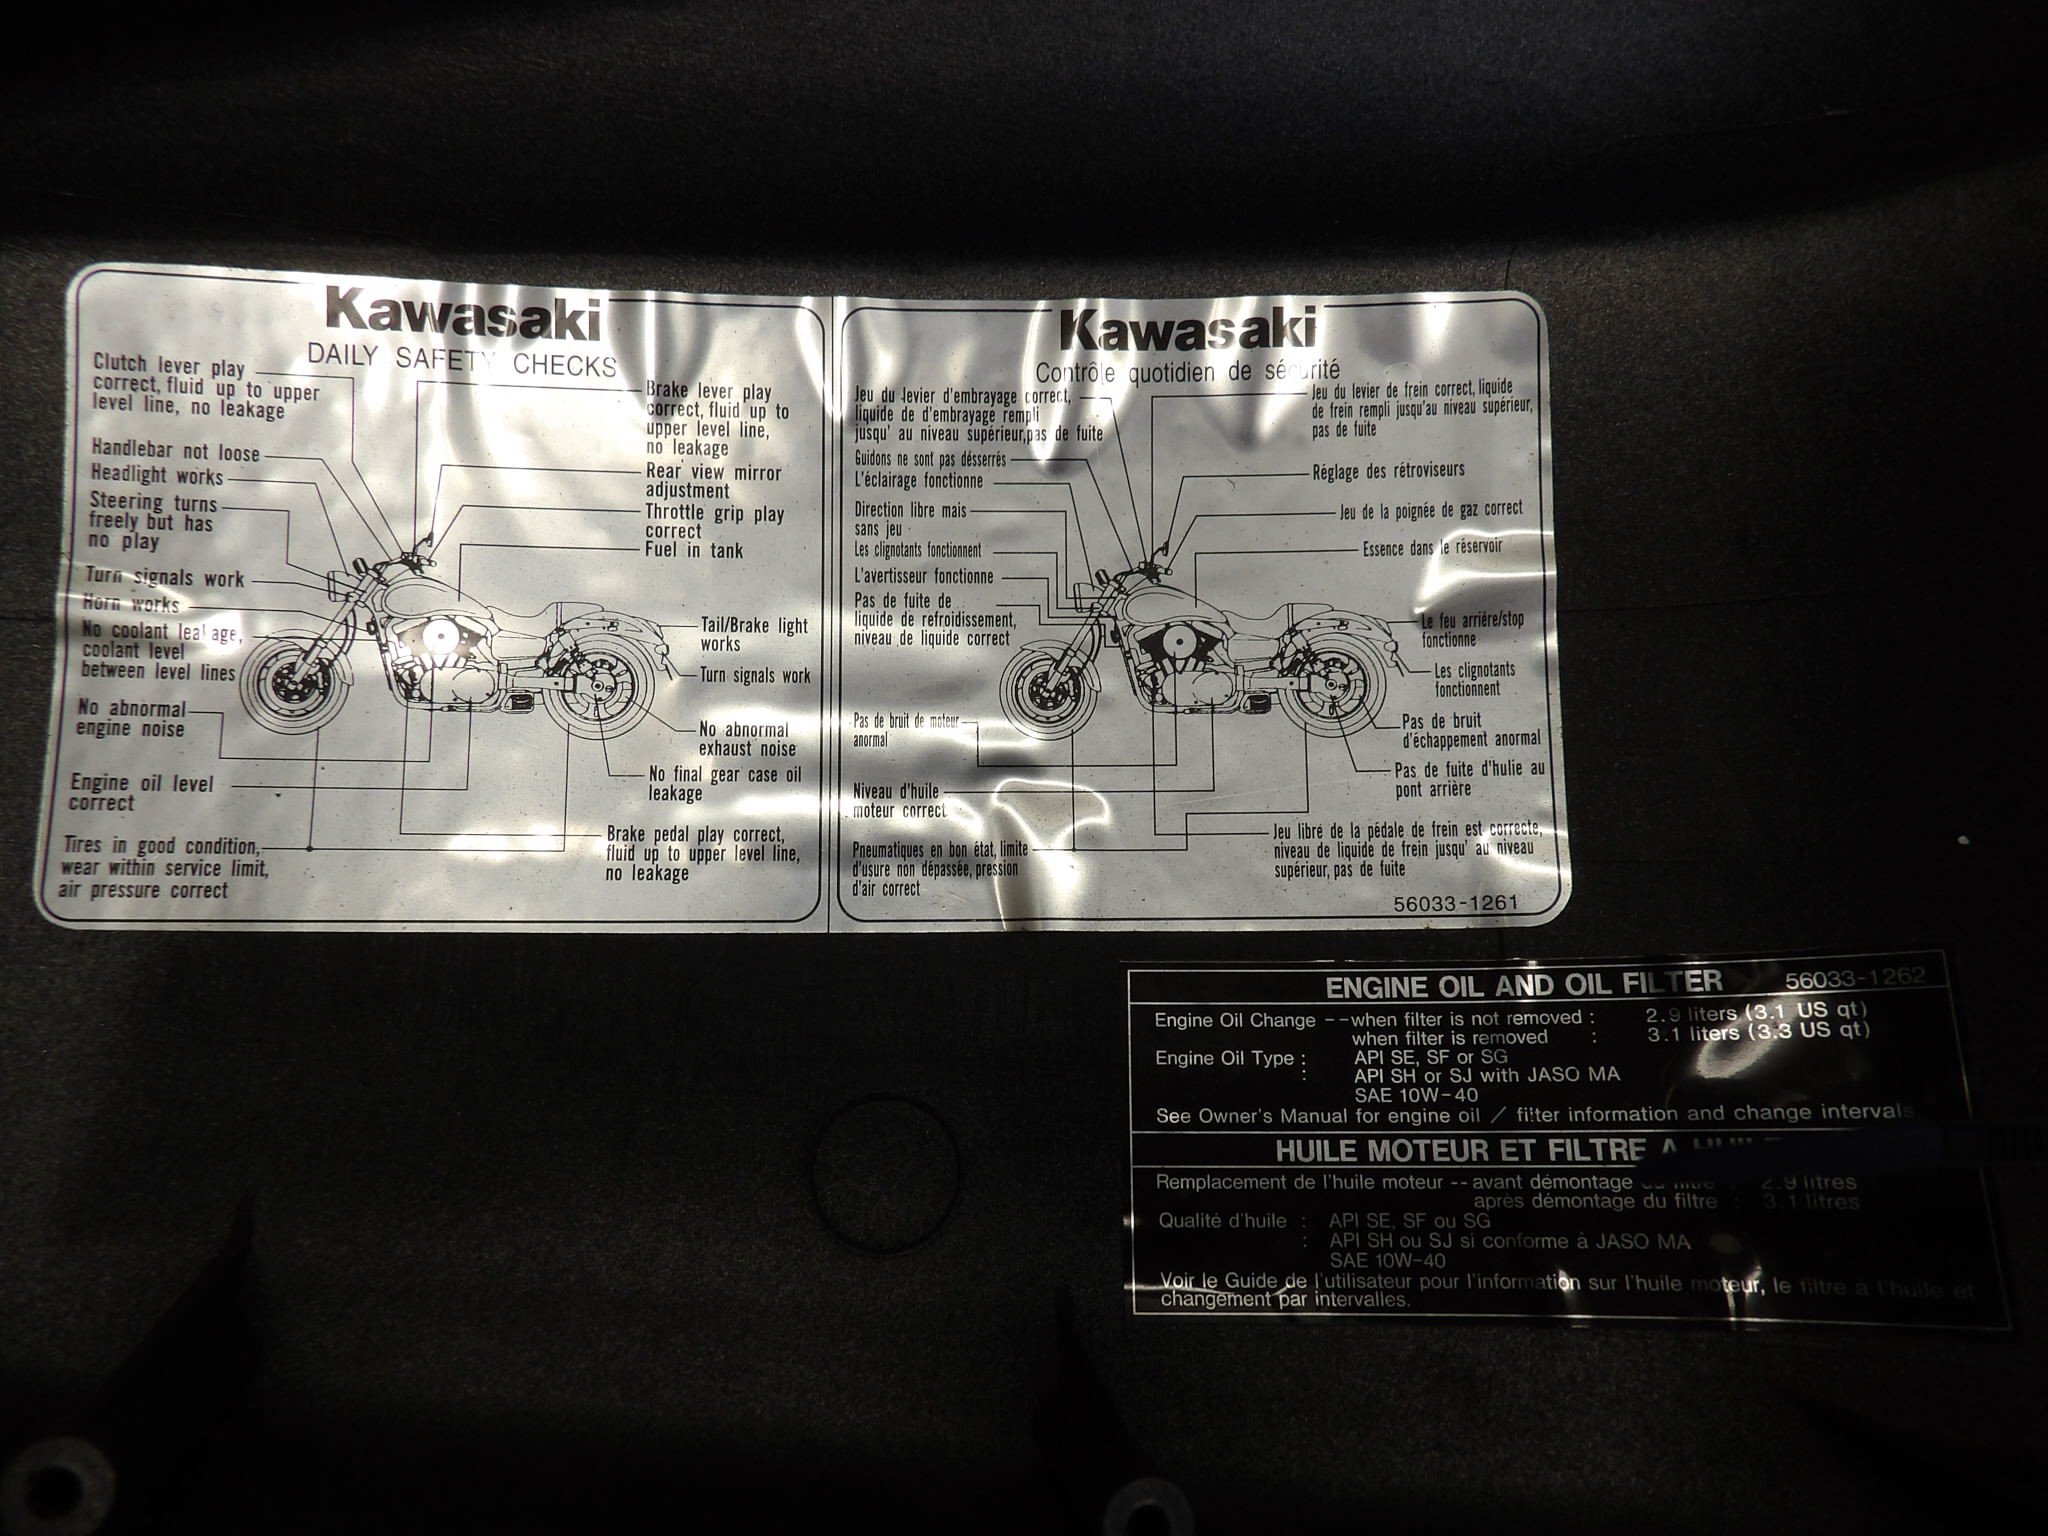 Kawasaki
DAILY SAFETY CHECKS
Clutch lever play
correct, fluid up to upper
level line, no leakage
Handlebar not loose
Headlight works
Steering turns
freely but has
no play
Turn signals work
Horn works
No coolant leakage,
coolant level
between level lines
No abnormal
engine noise
Engine oil level
correct
Tires in good condition,
wear within service limit,
air pressure correct
Brake lever play
correct, fluid up to
upper level line,
no leakage
Rear view mirror
adjustment
Throttle grip play
correct
Fuel in tank
Tail/Brake light
works
Turn signals work
No abnormal
exhaust noise
No final gear case oil
leakage
Brake pedal play correct,
fluid up to upper level line,
no leakage
Kawasaki
Contrôle quotidien de sécurité
Jeu du levier d'embrayage correct,
liquide de d'embrayage rempli
jusqu' au niveau supérieur,pas de fuite
Guidons ne sont pas désserrés
L'éclairage fonctionne
Direction libre mais
sans jeu
Les clignotants fonctionnent
L'avertisseur fonctionne
Pas de fuite de
liquide de refroidissement,
niveau de liquide correct
Pas de bruit de moteur
anormal
Niveau d'huile
moteur correct
Pneumatiques en bon état, limite
d'usure non dépassée, pression
d'air correct
Jeu du levier de frein correct, liquide
de frein rempli jusqu'au niveau supérieur,
pas de fuite
Réglage des rétroviseurs
Jeu de la poignée de gaz correct
Essence dans le réservoir
Le feu arrière/stop
fonctionne
Les clignotants
fonctionnent
Pas de bruit
d'échappement anormal
Pas de fuite d'hulie au
pont arrière
Jeu libre de la pédale de frein est correcte,
niveau de liquide de frein jusqu' au niveau
supérieur, pas de fuite
56033-1261
ENGINE OIL AND OIL FILTER 56033-1262
Engine Oil Change --when filter is not removed : 2.9 liters (3.1 US qt)
when filter is removed : 3.1 liters (3.3 US qt)
Engine Oil Type : API SE, SF or SG
: API SH or SJ with JASO MA
SAE 10W-40
See Owner's Manual for engine oil / filter information and change intervals.
HUILE MOTEUR ET FILTRE A HUILE
Remplacement de l'huile moteur -- avant démontage du filtre : 2.9 litres
après démontage du filtre : 3.1 litres
Qualité d'huile : API SE, SF ou SG
: API SH ou SJ si conforme à JASO MA
SAE 10W-40
Voir le Guide de l'utilisateur pour l'information sur l'huile moteur, le filtre à l'huile et
changement par intervalles.